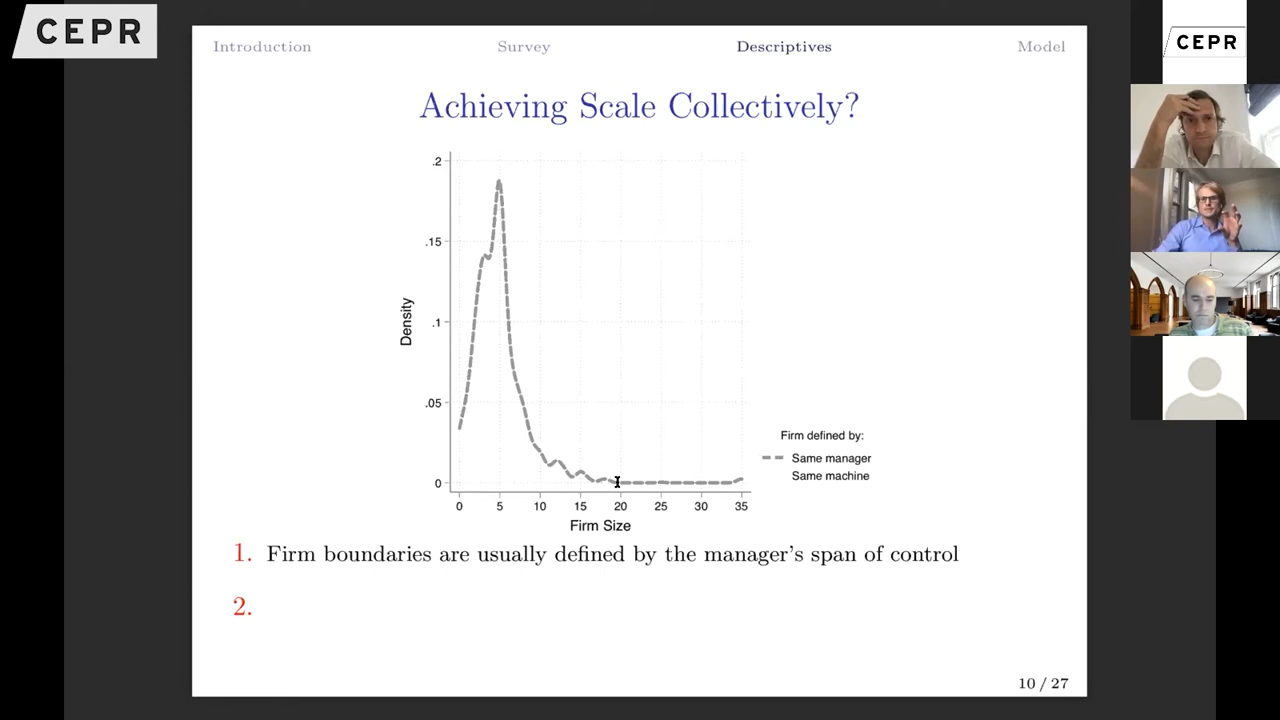 CEPR
CEPR
Introduction Survey Descriptives Model
Achieving Scale Collectively?
.2
.15
.1
.05
0
Density
0 5 10 15 20 25 30 35
Firm Size
Firm defined by:
Same manager
Same machine
1. Firm boundaries are usually defined by the manager's span of control
2.
10 / 27